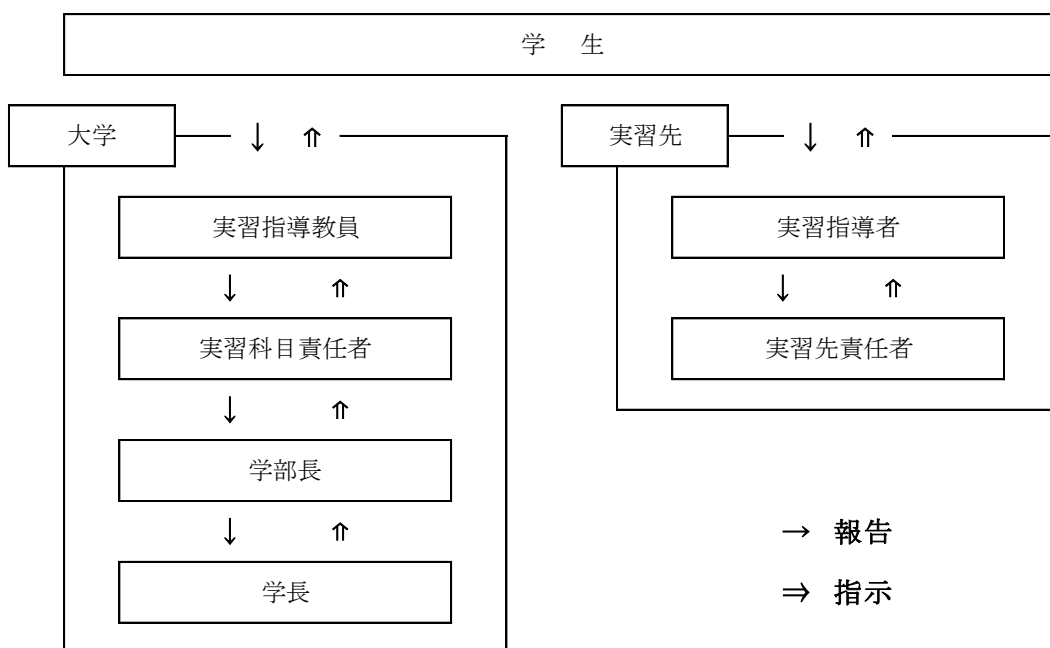 学 生
大学
↓ ⇑
実習指導教員
↓ ⇑
実習科目責任者
↓ ⇑
学部長
↓ ⇑
学長
実習先
↓ ⇑
実習指導者
↓ ⇑
実習先責任者
→ 報告
⇒ 指示